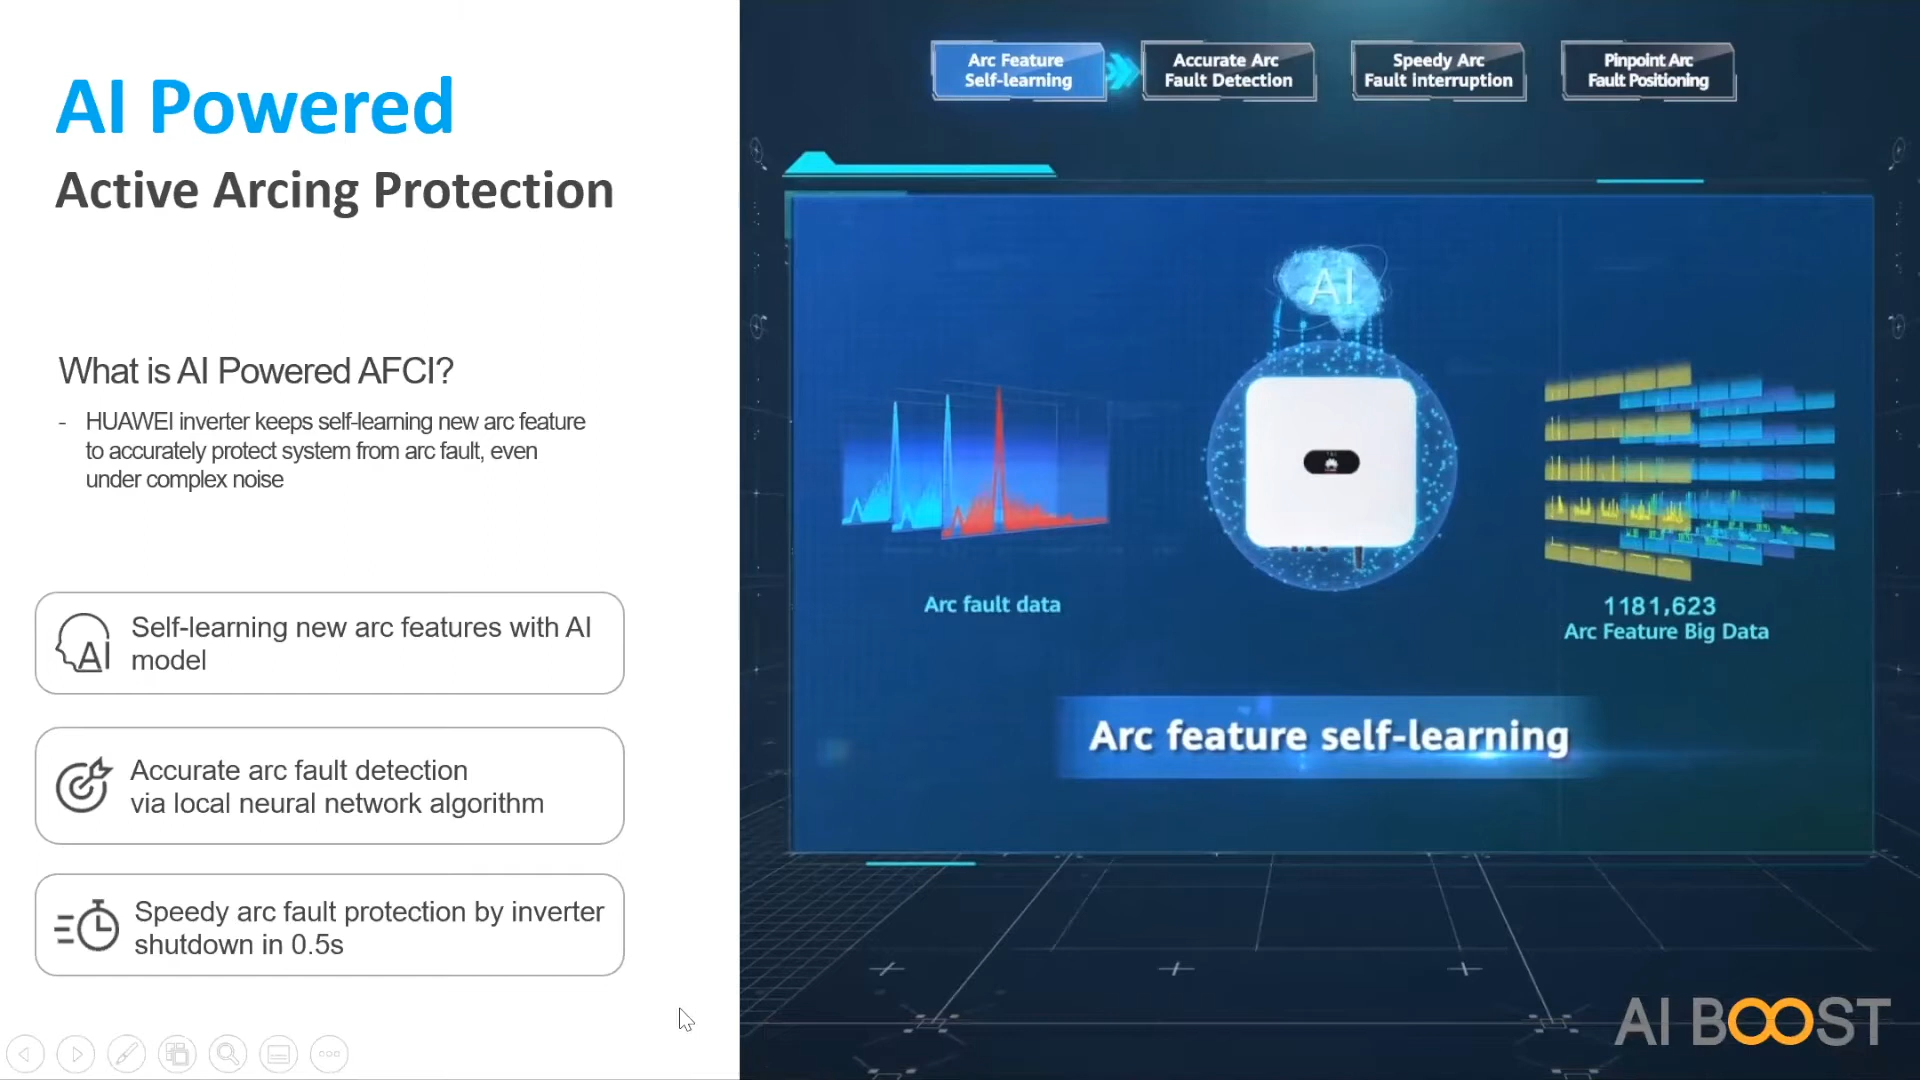 AI Powered
Active Arcing Protection
What is AI Powered AFCI?
- HUAWEI inverter keeps self-learning new arc feature
to accurately protect system from arc fault, even
under complex noise
AI
Self-learning new arc features with AI
model
Accurate arc fault detection
via local neural network algorithm
Speedy arc fault protection by inverter
shutdown in 0.5s
Arc Feature
Self-learning
Accurate Arc
Fault Detection
Speedy Arc
Fault interruption
Pinpoint Arc
Fault Positioning
AI
Arc fault data
1181,623
Arc Feature Big Data
Arc feature self-learning
AI BOOST